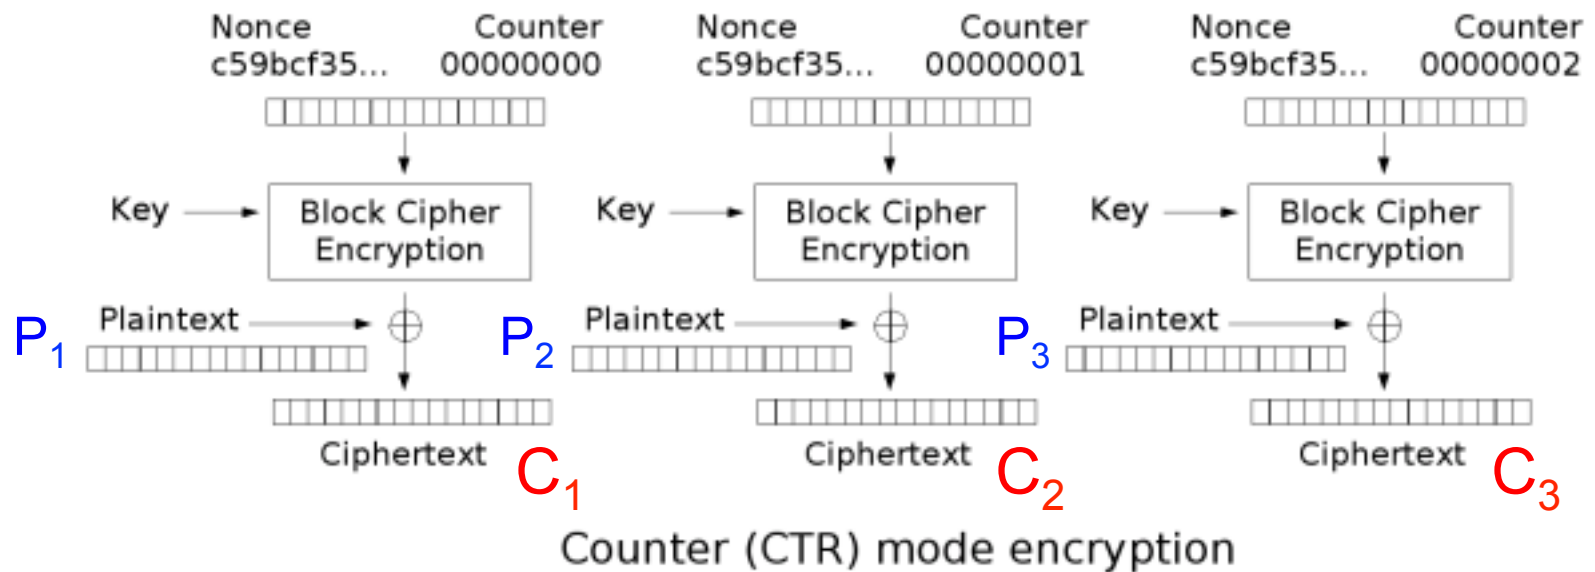 Nonce Counter Nonce Counter Nonce Counter
c59bcf35... 00000000 c59bcf35... 00000001 c59bcf35... 00000002
Key Block Cipher Encryption Key Block Cipher Encryption Key Block Cipher Encryption
P1 Plaintext P2 Plaintext P3 Plaintext
Ciphertext C1 Ciphertext C2 Ciphertext C3
Counter (CTR) mode encryption